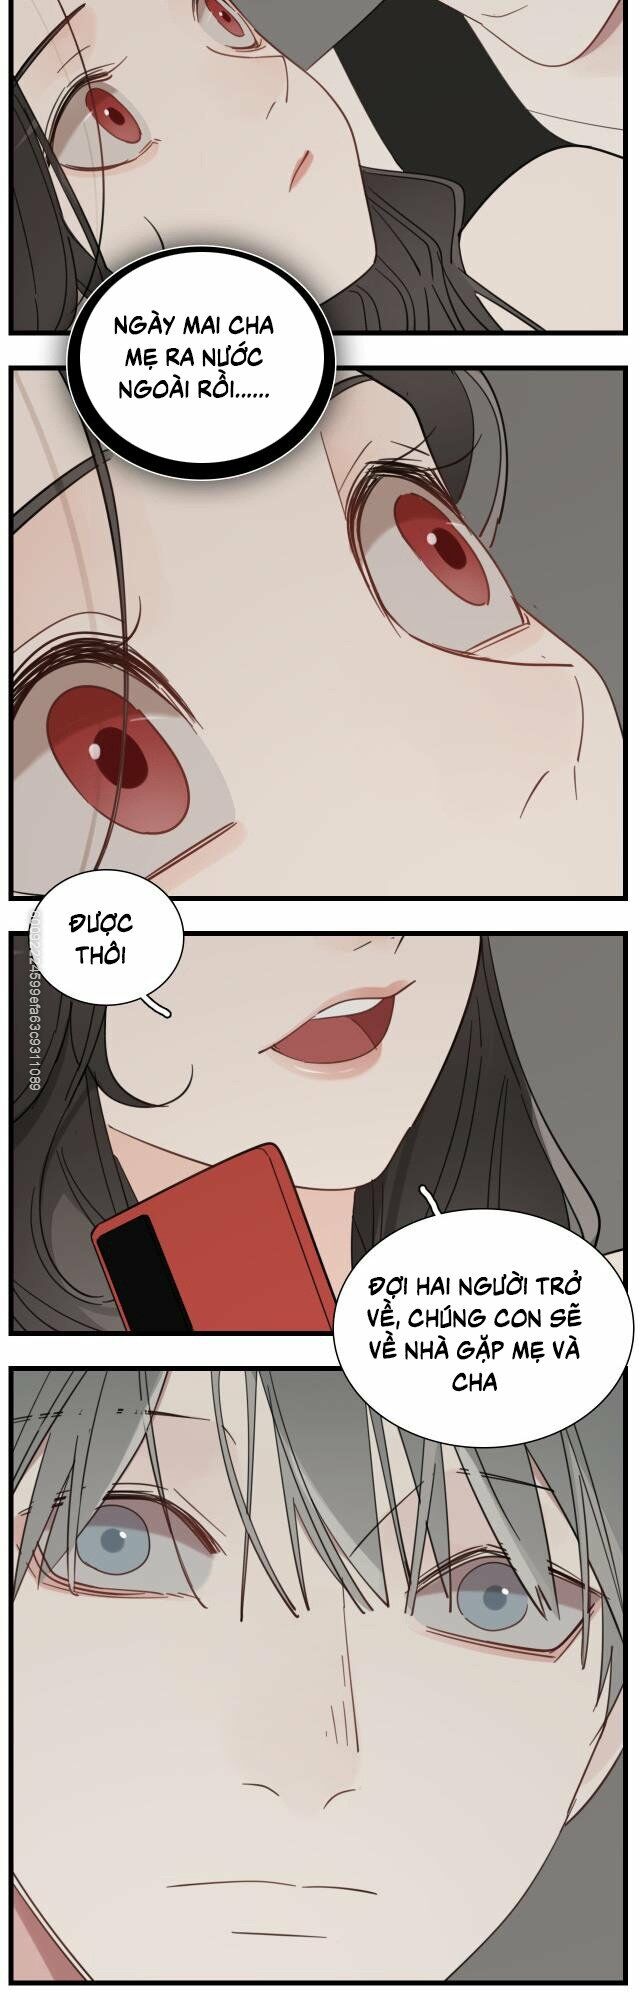 NGÀY MAI CHA
MẸ RA NƯỚC
NGOÀI RỒI......
ĐƯỢC
THÔI
ĐỢI HAI NGƯỜI TRỞ
VỀ, CHÚNG CON SẼ
VỀ NHÀ GẶP MẸ VÀ
CHA